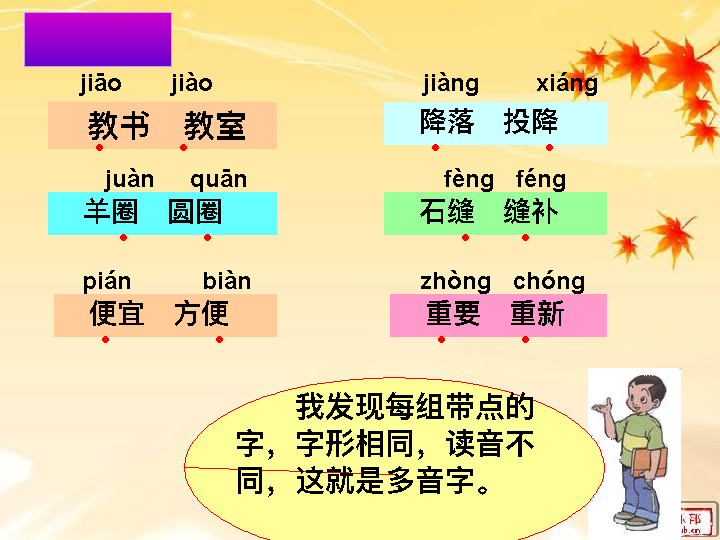 jiāo jiào
教书 教室
jiàng xiáng
降落 投降
juàn quān
羊圈 圆圈
fèng féng
石缝 缝补
pián biàn
便宜 方便
zhòng chóng
重要 重新
我发现每组带点的
字，字形相同，读音不
同，这就是多音字。